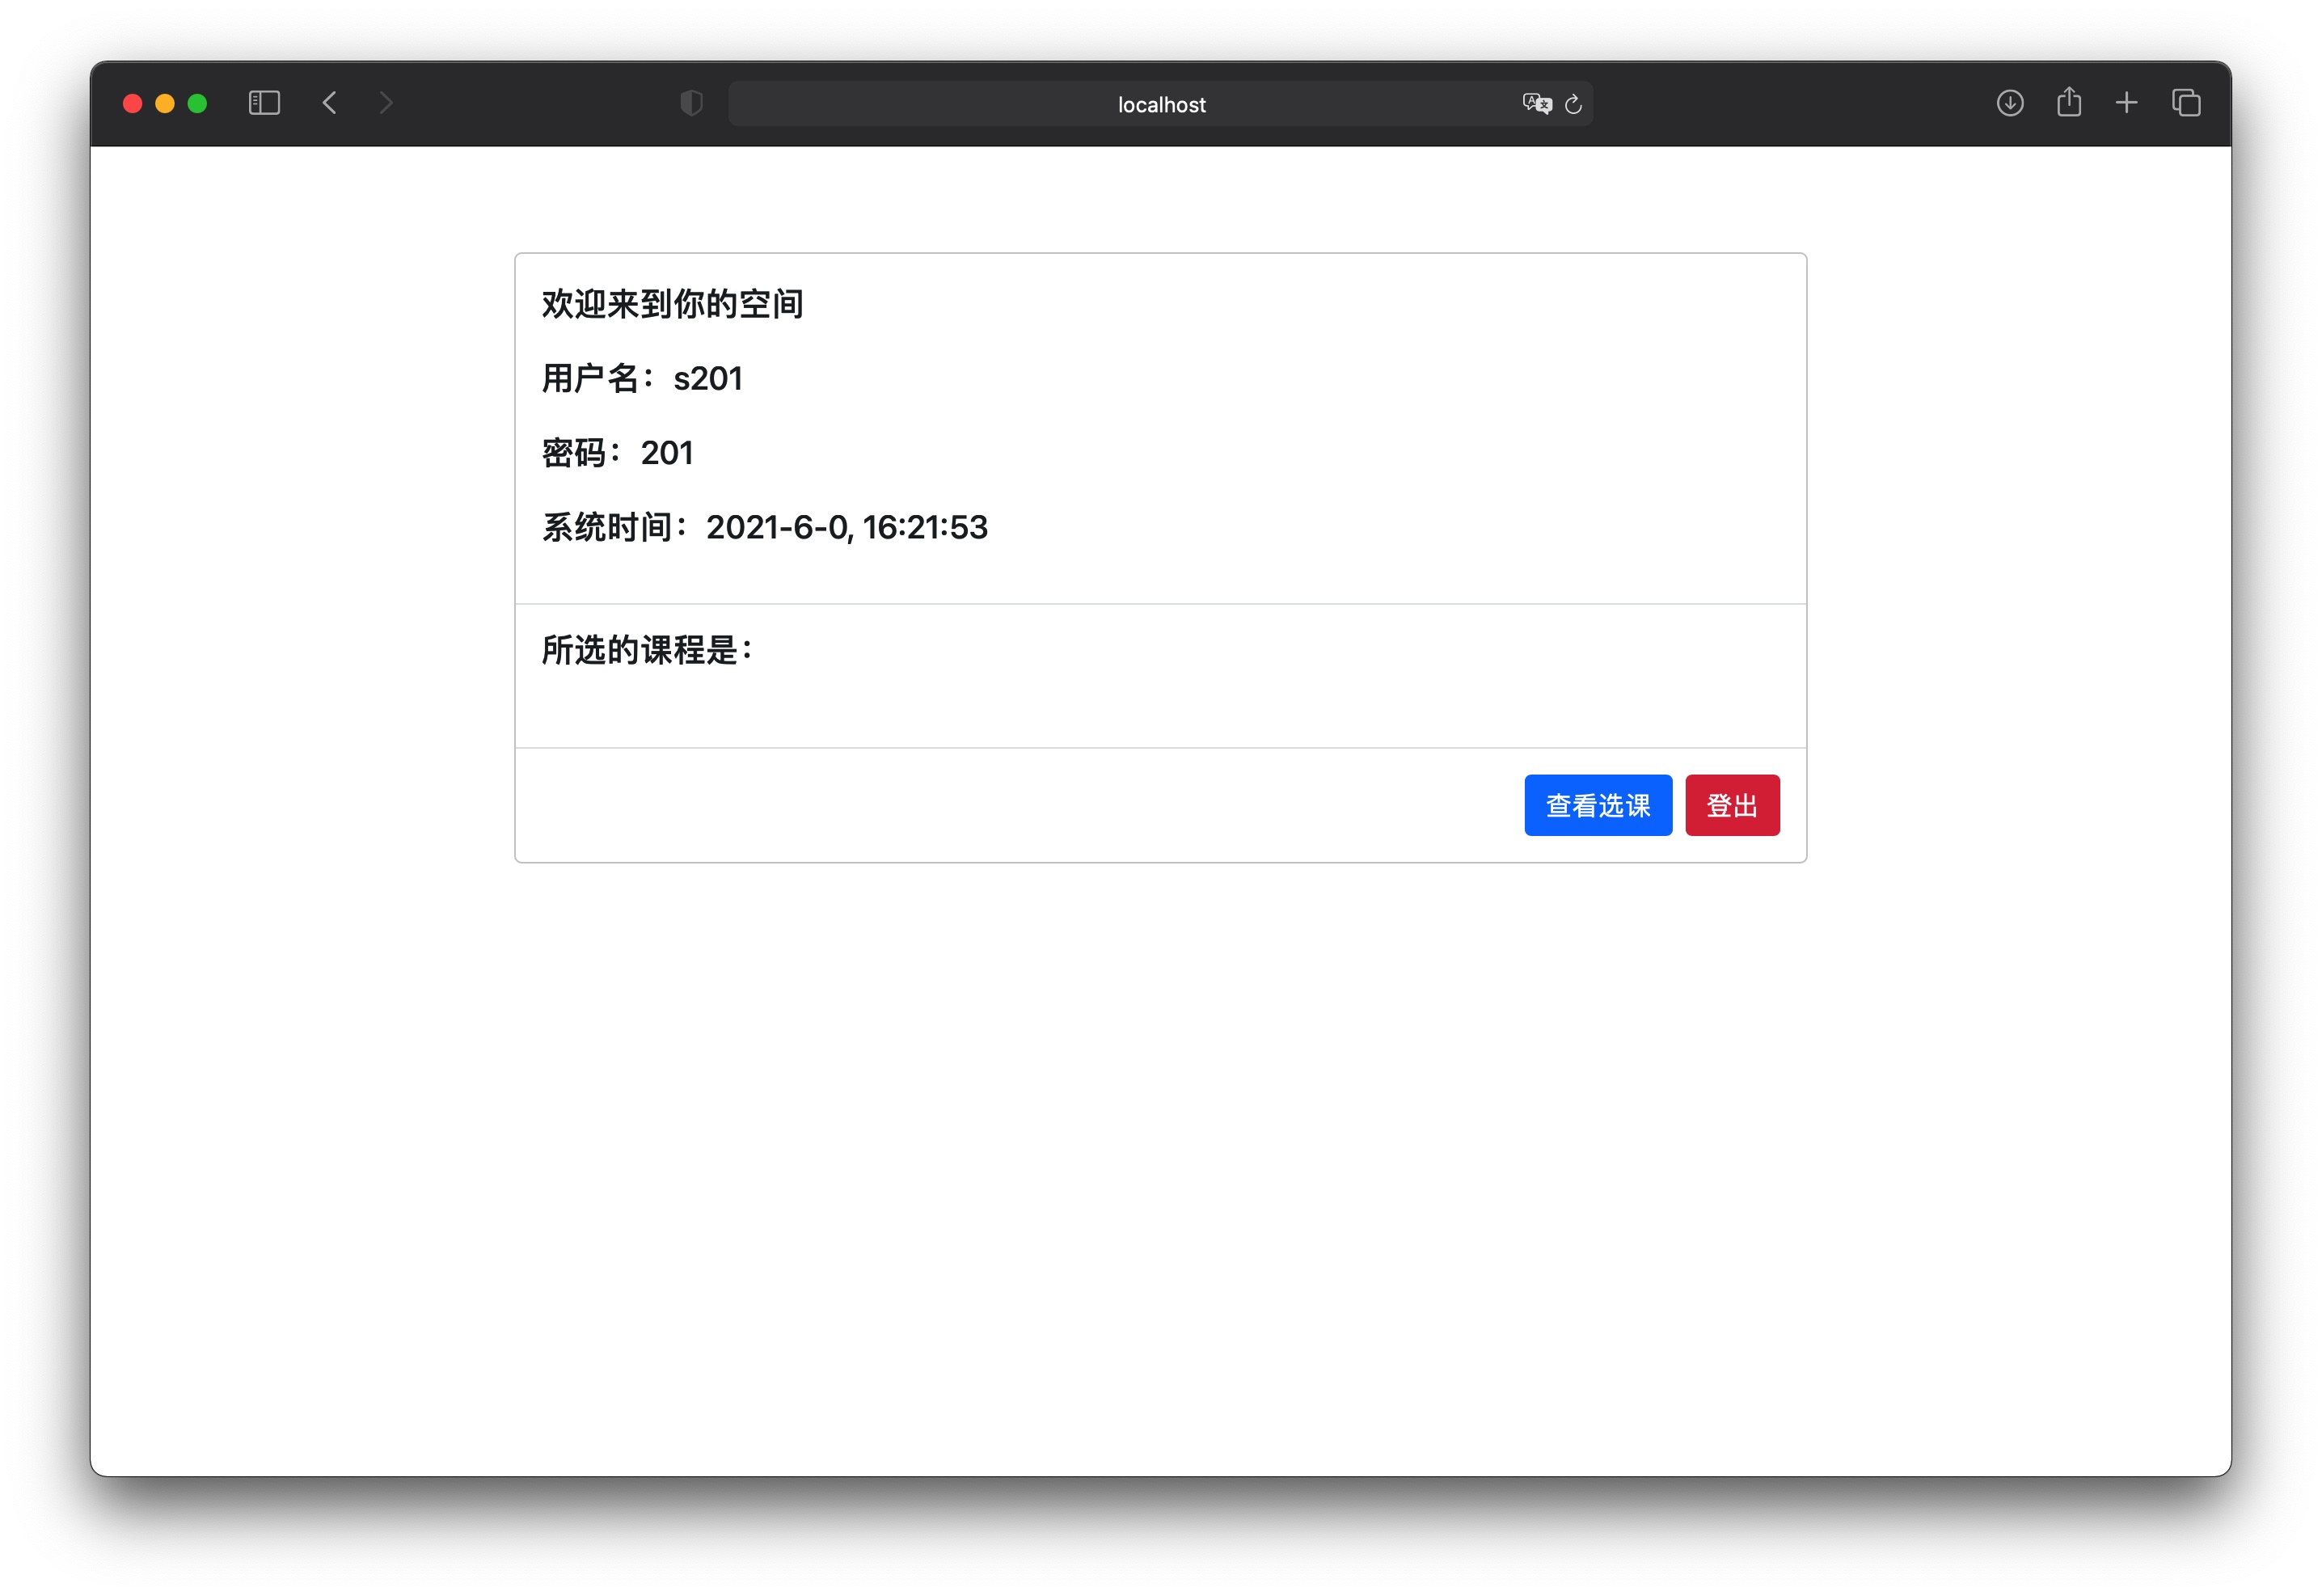 localhost
欢迎来到你的空间
用户名：s201
密码：201
系统时间：2021-6-0, 16:21:53
所选的课程是：
查看选课 登出